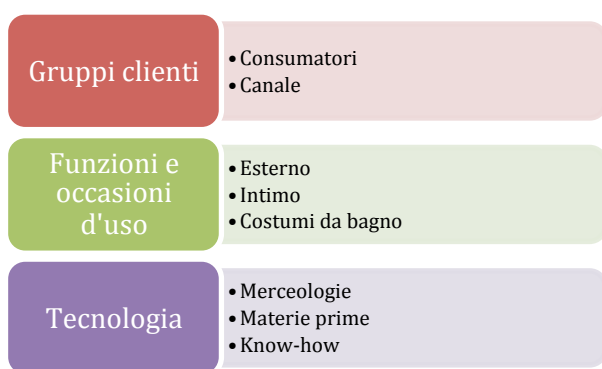 Gruppi clienti
• Consumatori
• Canale
Funzioni e
occasioni
d'uso
• Esterno
• Intimo
• Costumi da bagno
Tecnologia
• Merceologie
• Materie prime
• Know-how